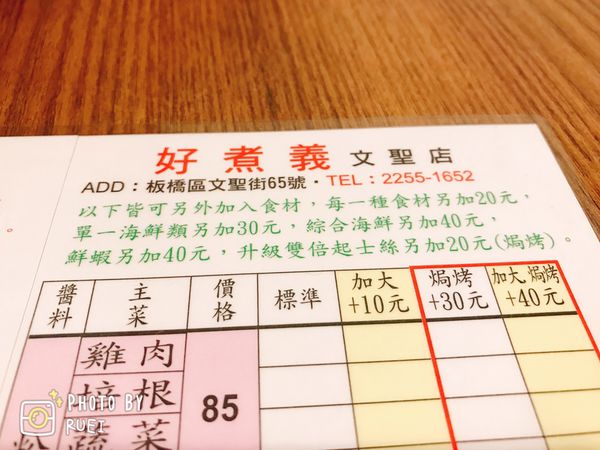 好煮義 文聖店
ADD：板橋區文聖街65號・TEL：2255-1652
以下皆可另外加入食材，每一種食材另加20元，
單一海鮮類另加30元，綜合海鮮另加40元，
鮮蝦另加40元，升級雙倍起士絲另加20元(焗烤)。
醬料 主菜 價格 標準 加大+10元 焗烤+30元 加大焗烤+40元
雞肉
培根
85
蔬菜
PHOTO BY
RUEI